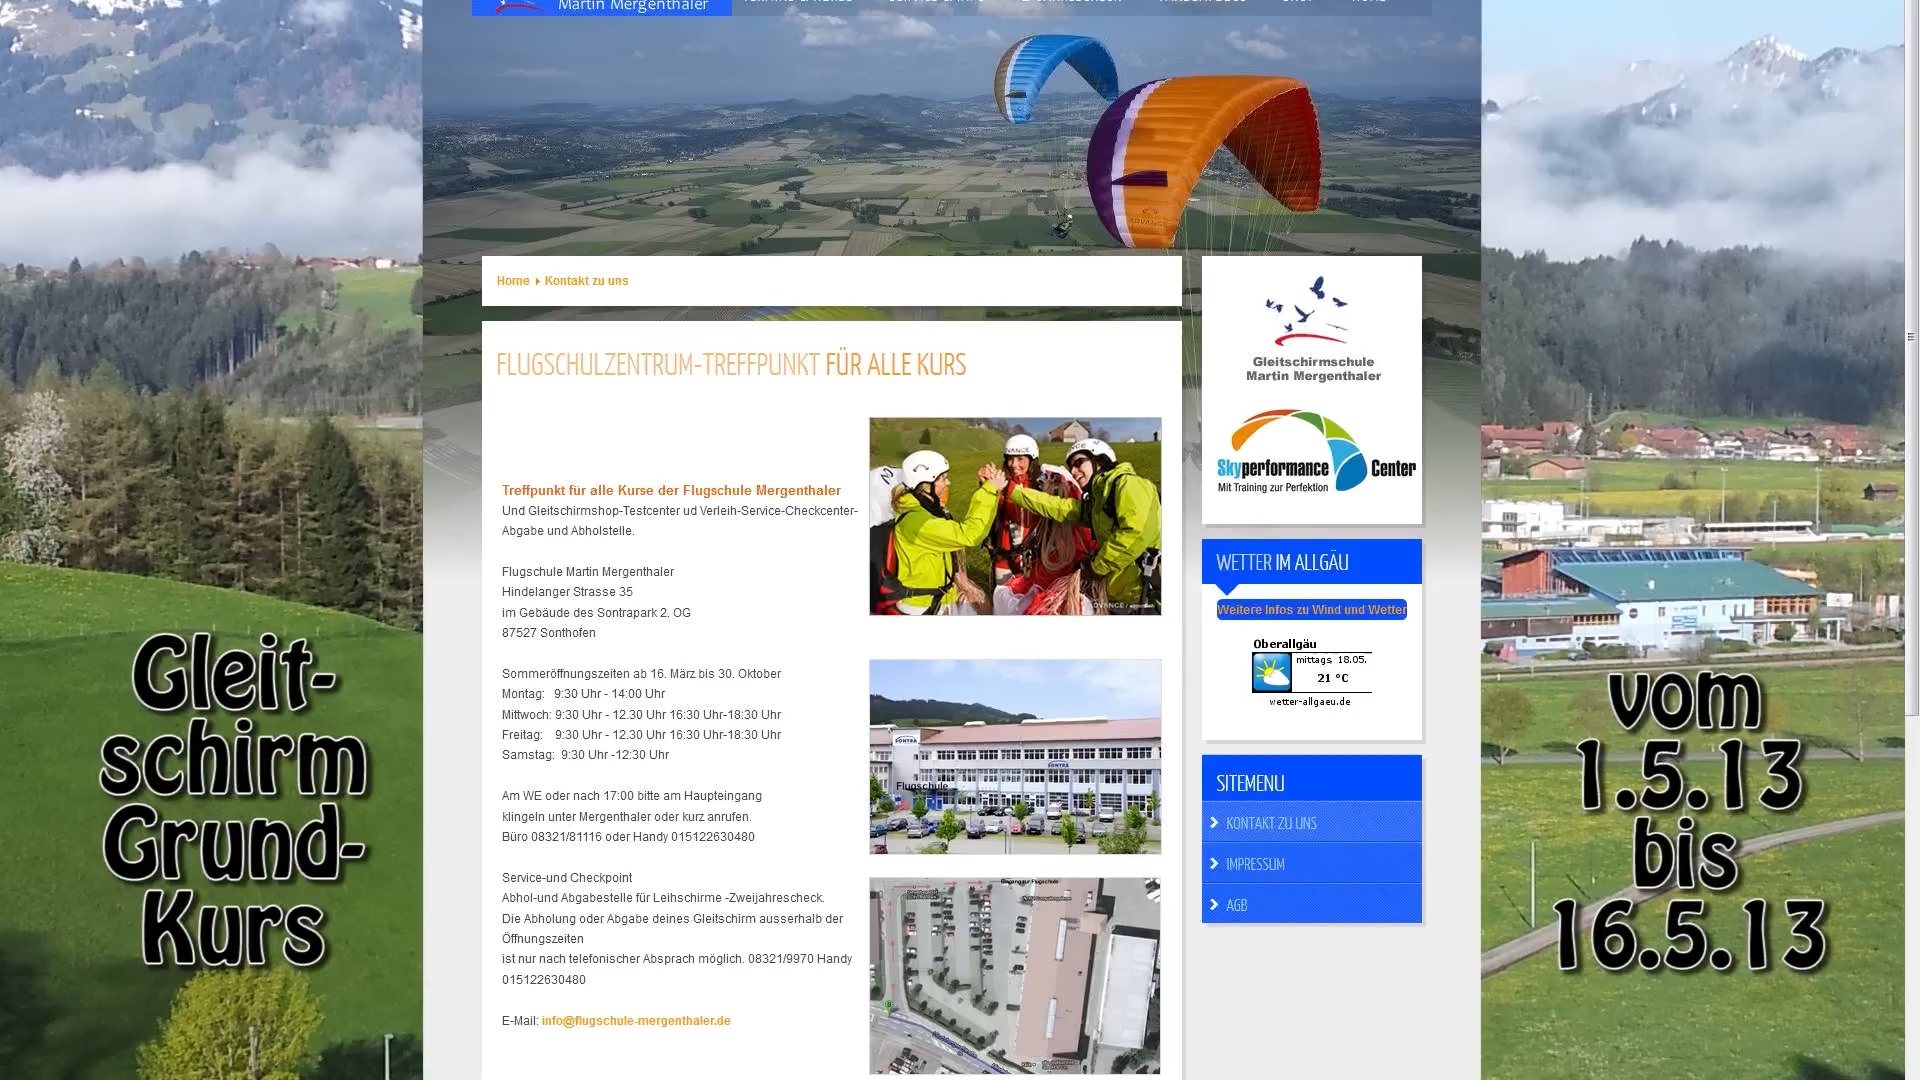 Martin Mergenthaler
Home Kontakt zu uns
FLUGSCHULZENTRUM-TREFFPUNKT FÜR ALLE KURS
Treffpunkt für alle Kurse der Flugschule Mergenthaler
Und Gleitschirmshop-Testcenter ud Verleih-Service-Checkcenter-
Abgabe und Abholstelle.
Flugschule Martin Mergenthaler
Hindelanger Strasse 35
im Gebäude des Sontrapark 2. OG
87527 Sonthofen
Sommeröffnungszeiten ab 16. März bis 30. Oktober
Montag: 9:30 Uhr - 14:00 Uhr
Mittwoch: 9:30 Uhr - 12.30 Uhr 16:30 Uhr-18:30 Uhr
Freitag: 9:30 Uhr - 12.30 Uhr 16:30 Uhr-18:30 Uhr
Samstag: 9:30 Uhr -12:30 Uhr
Am WE oder nach 17:00 bitte am Haupteingang
klingeln unter Mergenthaler oder kurz anrufen.
Büro 08321/81116 oder Handy 015122630480
Service-und Checkpoint
Abhol-und Abgabestelle für Leihschirme -Zweijahrescheck.
Die Abholung oder Abgabe deines Gleitschirm ausserhalb der
Öffnungszeiten
ist nur nach telefonischer Absprach möglich. 08321/9970 Handy
015122630480
E-Mail: info@flugschule-mergenthaler.de
ADVANCE
SONTRA
SONTRA
Flugschule
Eingang zur Flugschule
Gleitschirmschule
Martin Mergenthaler
Skyperformance Center
Mit Training zur Perfektion
WETTER IM ALLGÄU
Weitere Infos zu Wind und Wetter
Oberallgäu
mittags, 18.05.
21 °C
wetter-allgaeu.de
SITEMENU
KONTAKT ZU UNS
IMPRESSUM
AGB
Gleit-
schirm
Grund-
Kurs
vom
1.5.13
bis
16.5.13